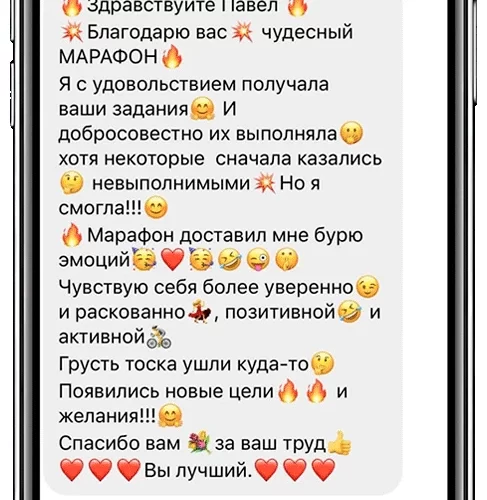 🔥Здравствуйте Павел 🔥
💥Благодарю вас💥 чудесный
МАРАФОН🔥
Я с удовольствием получала
ваши задания🤗 И
добросовестно их выполняла🤫
хотя некоторые сначала казались
🤔 невыполнимыми💥Но я
смогла!!!😊
🔥Марафон доставил мне бурю
эмоций🥳❤️🥳🤣😜🤫
Чувствую себя более уверенно😉
и раскованно💃, позитивной🤣 и
активной🚴
Грусть тоска ушли куда-то🤔
Появились новые цели🔥🔥 и
желания!!!🤗
Спасибо вам 💐за ваш труд👍
❤️❤️❤️Вы лучший.❤️❤️❤️